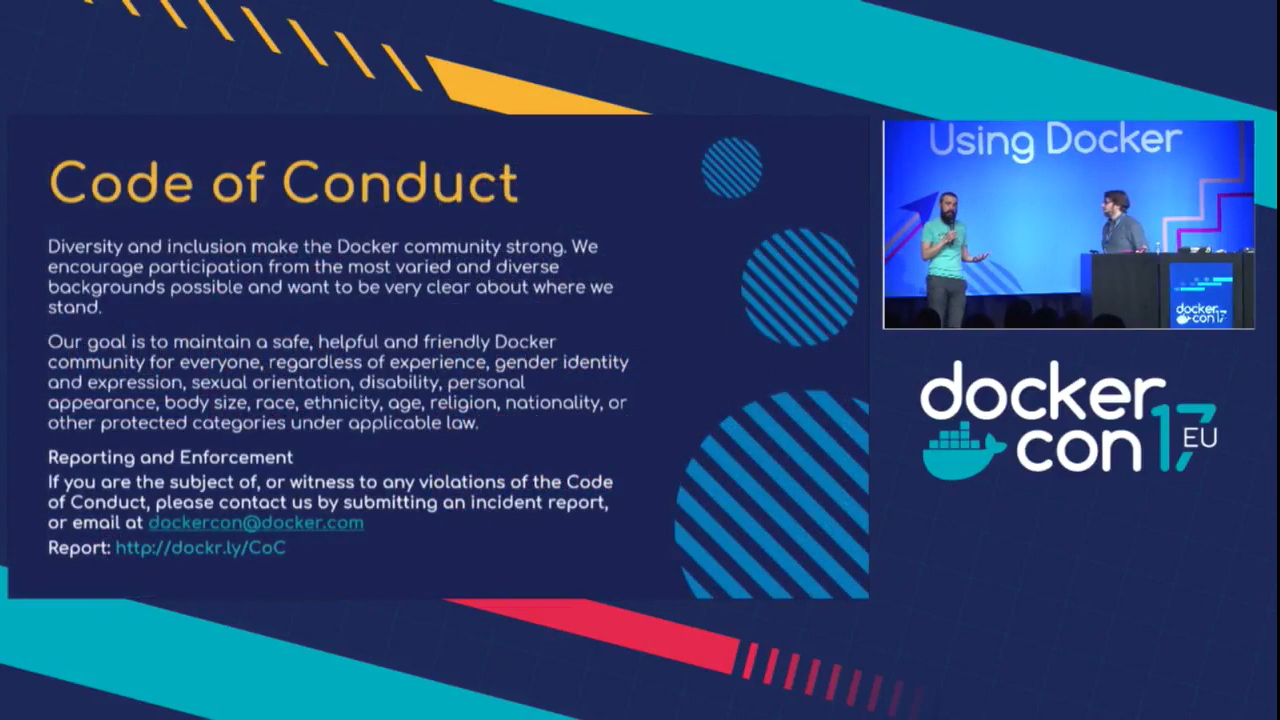 Code of Conduct
Diversity and inclusion make the Docker community strong. We
encourage participation from the most varied and diverse
backgrounds possible and want to be very clear about where we
stand.
Our goal is to maintain a safe, helpful and friendly Docker
community for everyone, regardless of experience, gender identity
and expression, sexual orientation, disability, personal
appearance, body size, race, ethnicity, age, religion, nationality, or
other protected categories under applicable law.
Reporting and Enforcement
If you are the subject of, or witness to any violations of the Code
of Conduct, please contact us by submitting an incident report,
or email at dockercon@docker.com
Report: http://dockr.ly/CoC
Using Docker
docker
con 17
docker
con 17 EU